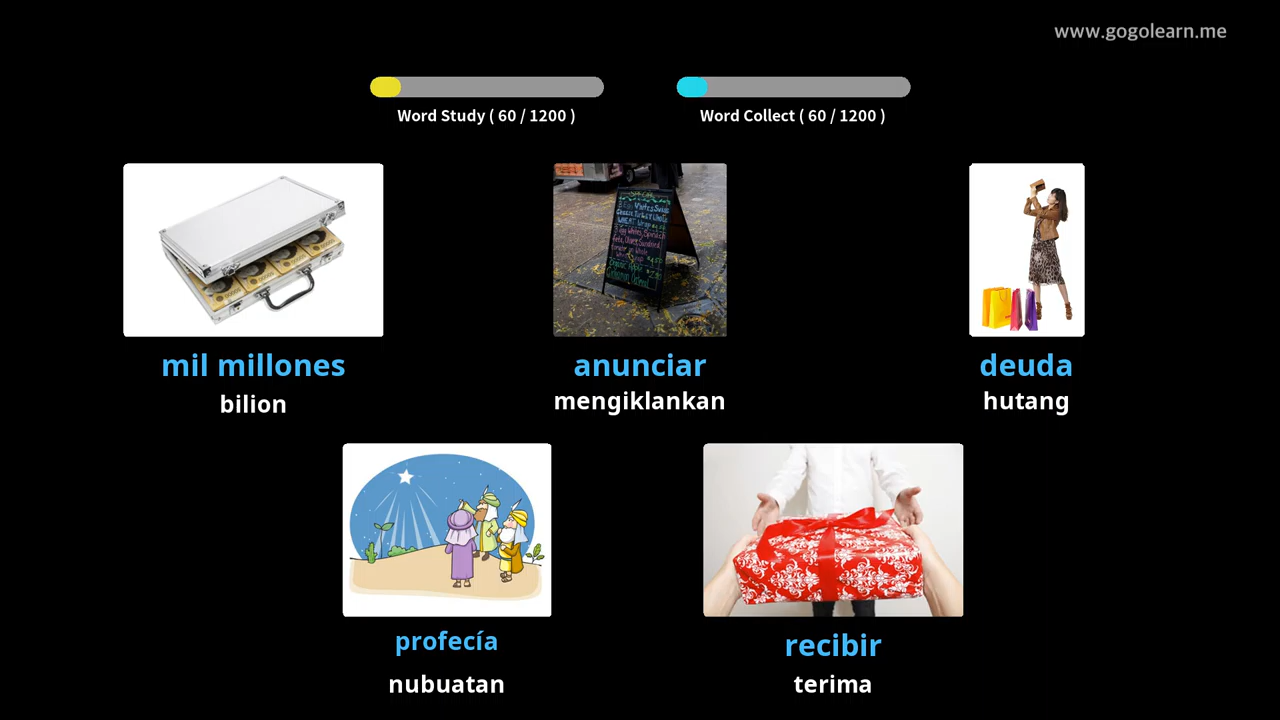 www.gogolearn.me
Word Study ( 60 / 1200 )
Word Collect ( 60 / 1200 )
mil millones
bilion
anunciar
mengiklankan
deuda
hutang
profecía
nubuatan
recibir
terima